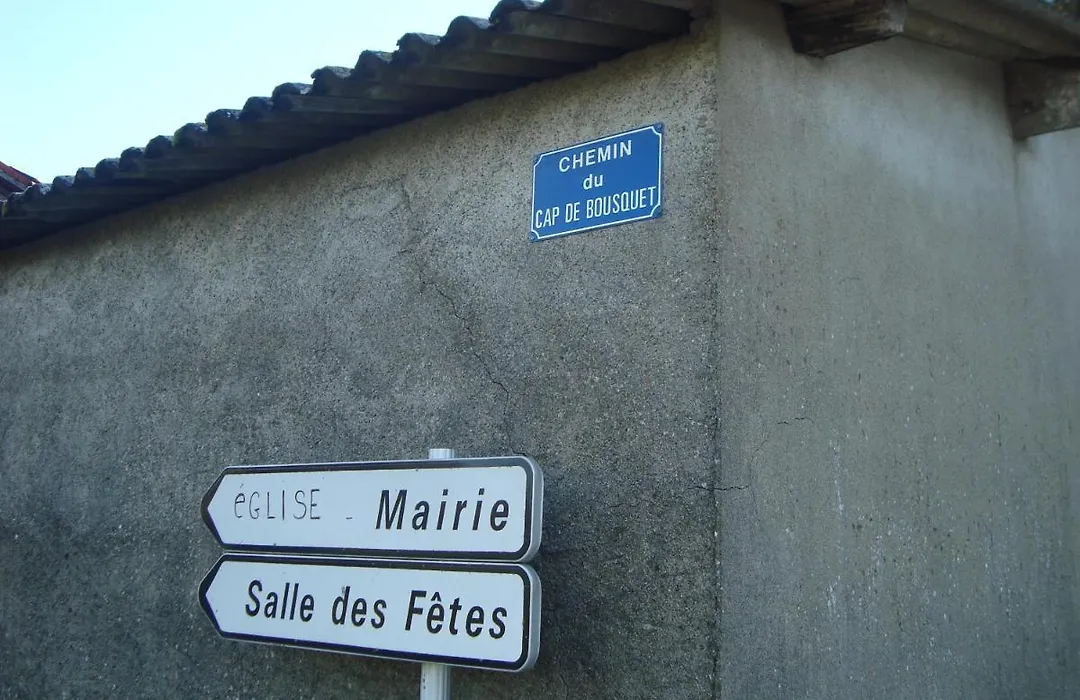 CHEMIN
du
CAP DE BOUSQUET
éGLISE - Mairie
Salle des Fêtes